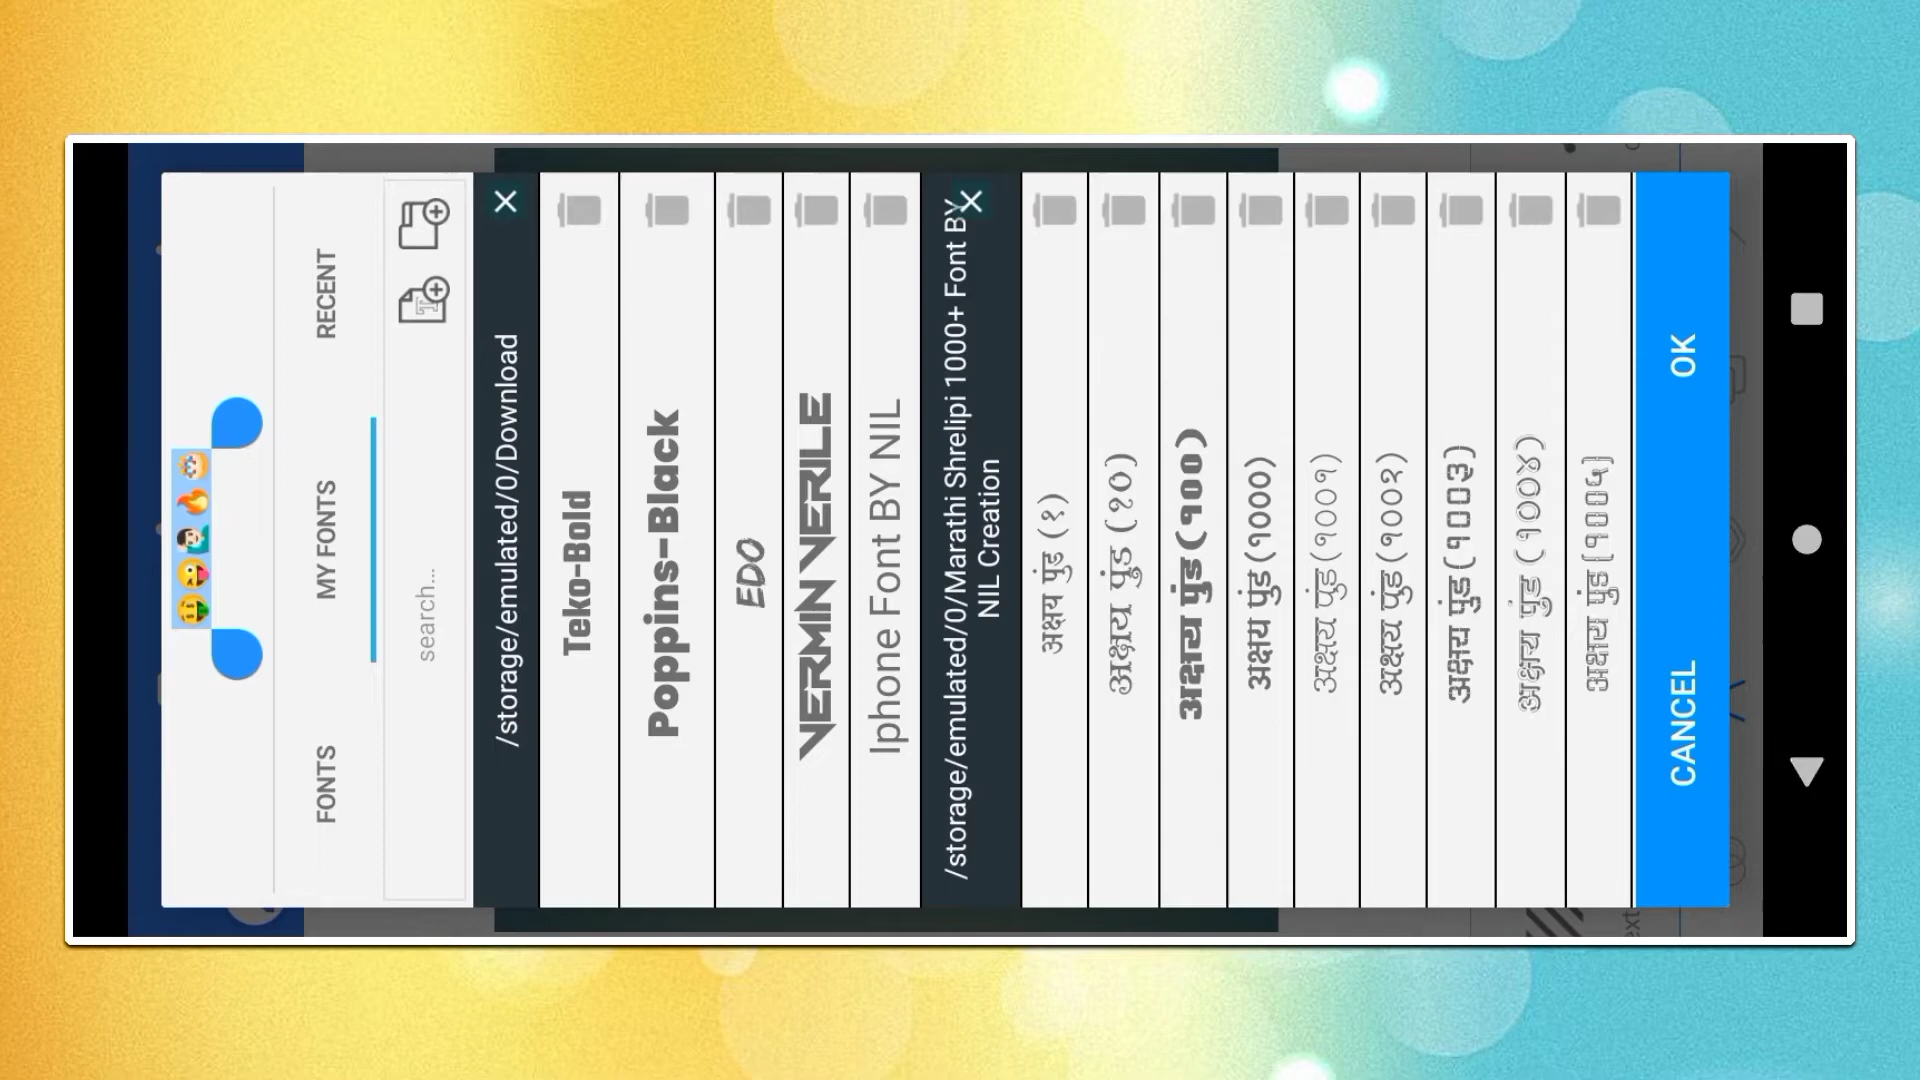 🤑😜🙋🏻‍♂️🔥🎂
FONTS MY FONTS RECENT
search...
/storage/emulated/0/Download
Teko-Bold
Poppins-Black
EDO
VERMIN VERILE
Iphone Font BY NIL
/storage/emulated/0/Marathi Shrelipi 1000+ Font BY
NIL Creation
अक्षय पुंड (१)
अक्षय पुंड (१०)
अक्षय पुंड (१००)
अक्षय पुंड (१०००)
अक्षय पुंड (१००१)
अक्षय पुंड (१००२)
अक्षय पुंड (१००३)
अक्षय पुंड (१००४)
अक्षय पुंड (१००५)
CANCEL OK